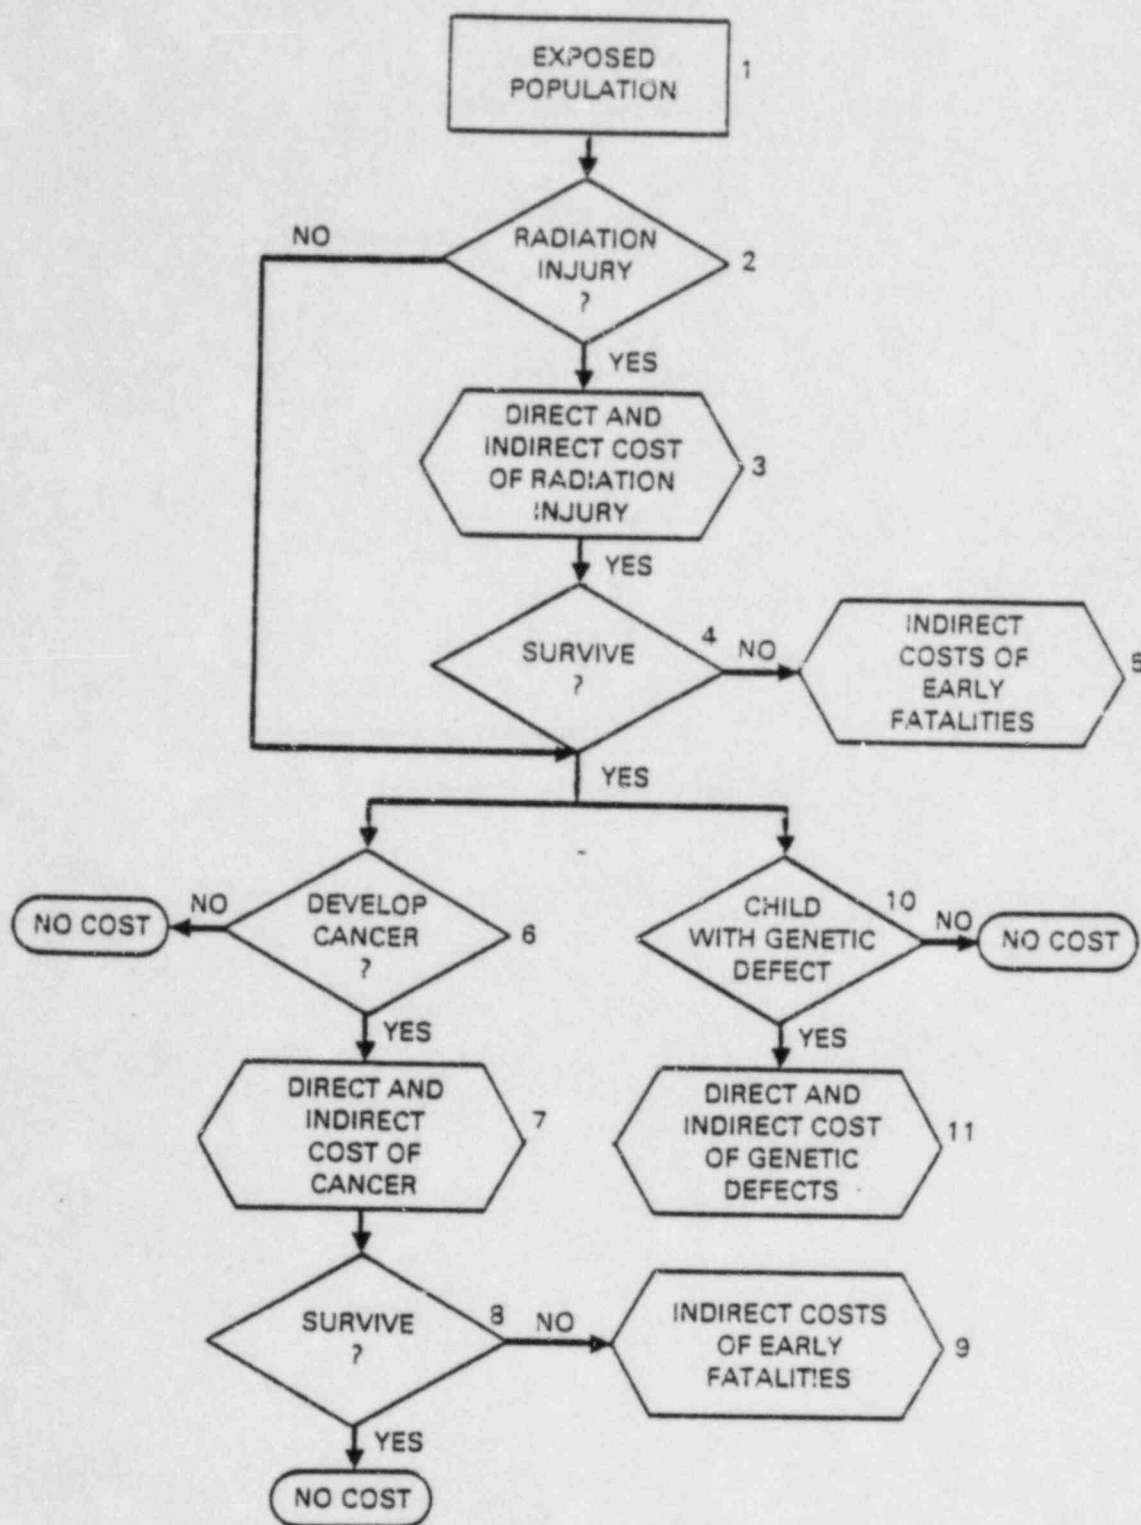 EXPOSED
POPULATION
1
NO
RADIATION
INJURY
?
2
YES
DIRECT AND
INDIRECT COST
OF RADIATION
INJURY
3
YES
SURVIVE
?
4
NO
INDIRECT
COSTS OF
EARLY
FATALITIES
5
YES
NO COST
NO
DEVELOP
CANCER
?
6
CHILD
WITH GENETIC
DEFECT
10
NO
NO COST
YES
YES
DIRECT AND
INDIRECT
COST OF
CANCER
7
DIRECT AND
INDIRECT COST
OF GENETIC
DEFECTS
11
SURVIVE
?
8
NO
INDIRECT COSTS
OF EARLY
FATALITIES
9
YES
NO COST